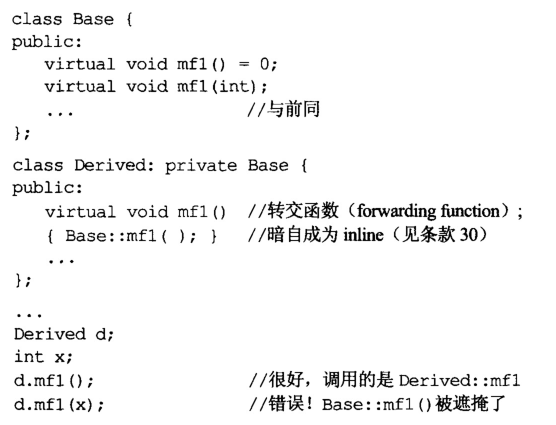 class Base {
public:
   virtual void mf1() = 0;
   virtual void mf1(int);
   ...                //与前同
};
class Derived: private Base {
public:
   virtual void mf1()  //转交函数（forwarding function）;
   { Base::mf1( ); }   //暗自成为 inline（见条款 30）
   ...
};
...
Derived d;
int x;
d.mf1();               //很好，调用的是 Derived::mf1
d.mf1(x);              //错误！Base::mf1()被遮掩了